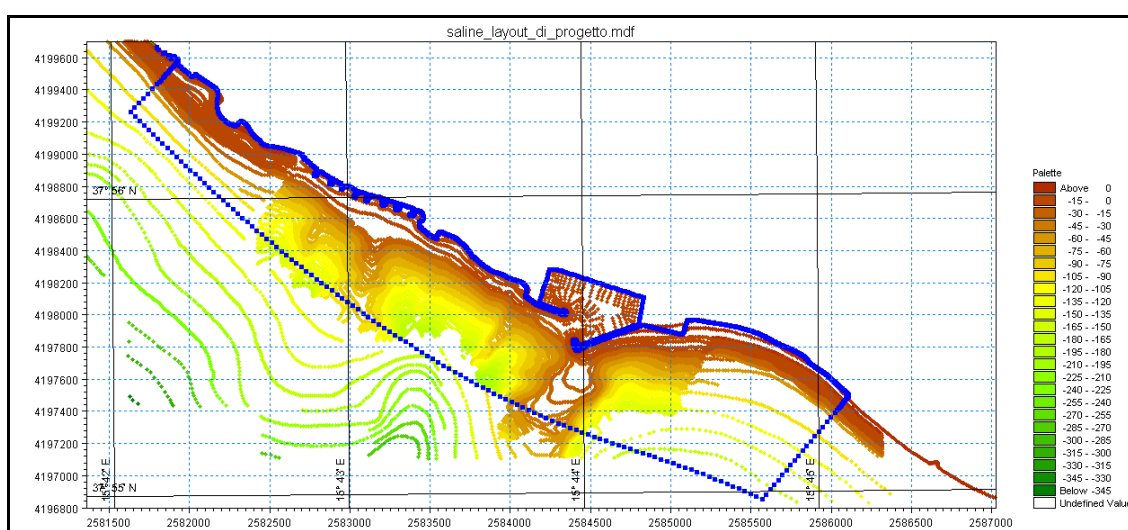 saline_layout_di_progetto.mdf
4199600
4199400
4199200
4199000
4198800
4198600
4198400
4198200
4198000
4197800
4197600
4197400
4197200
4197000
4196800
37° 56' N
37° 55' N
15° 42' E
15° 43' E
15° 44' E
15° 45' E
2581500 2582000 2582500 2583000 2583500 2584000 2584500 2585000 2585500 2586000 2586500 2587000
Palette
Above 0
-15 - 0
-30 - -15
-45 - -30
-60 - -45
-75 - -60
-90 - -75
-105 - -90
-120 - -105
-135 - -120
-150 - -135
-165 - -150
-180 - -165
-195 - -180
-210 - -195
-225 - -210
-240 - -225
-255 - -240
-270 - -255
-285 - -270
-300 - -285
-315 - -300
-330 - -315
-345 - -330
Below -345
Undefined Value